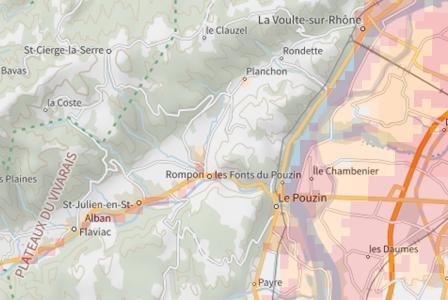 La Voulte-sur-Rhône
le Clauzel
St-Cierge-la-Serre
Rondette
Bavas
Planchon
la Coste
s Plaines
Rompon
les Fonts du Pouzin
Île Chambenier
PLATEAUX DU VIVARAIS
St-Julien-en-St-
Alban
Le Pouzin
Flaviac
les Daumes
Payre